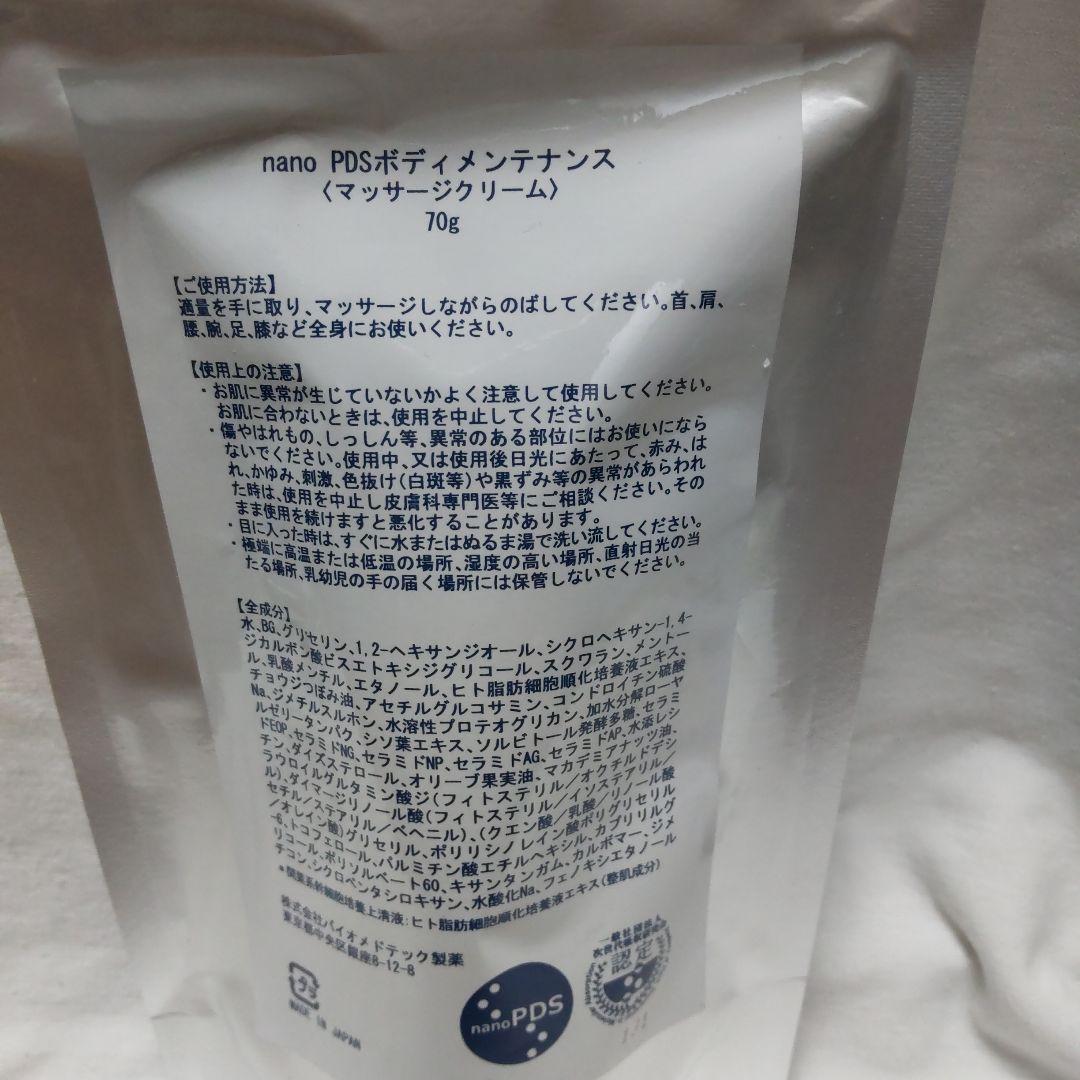 nano PDSボディメンテナンス
〈マッサージクリーム〉
70g
【ご使用方法】
適量を手に取り、マッサージしながらのばしてください。首、肩、
腰、腕、足、膝など全身にお使いください。
【使用上の注意】
・お肌に異常が生じていないかよく注意して使用してください。
お肌に合わないときは、使用を中止してください。
・傷やはれもの、しっしん等、異常のある部位にはお使いになら
ないでください。使用中、又は使用後日光にあたって、赤み、は
れ、かゆみ、刺激、色抜け(白斑等)や黒ずみ等の異常があらわれ
た時は、使用を中止し皮膚科専門医等にご相談ください。その
まま使用を続けますと悪化することがあります。
・目に入った時は、すぐに水またはぬるま湯で洗い流してください。
・極端に高温または低温の場所、湿度の高い場所、直射日光の当
たる場所、乳幼児の手の届く場所には保管しないでください。
【全成分】
水、BG、グリセリン、1,2-ヘキサンジオール、シクロヘキサン-1,4-
ジカルボン酸ビスエトキシジグリコール、スクワラン、メントー
ル、乳酸メンチル、エタノール、ヒト脂肪細胞順化培養液エキス、
チョウジつぼみ油、アセチルグルコサミン、コンドロイチン硫酸
Na、ジメチルスルホン、水溶性プロテオグリカン、加水分解ローヤ
ルゼリータンパク、シソ葉エキス、ソルビトール発酵多糖、セラミ
ドEOP、セラミドNG、セラミドNP、セラミドAG、セラミドAP、水添レシ
チン、ダイズステロール、オリーブ果実油、マカデミアナッツ油、
ラウロイルグルタミン酸ジ(フィトステリル/オクチルドデシ
ル)、ダイマージリノール酸(フィトステリル/イソステアリル/
セチル/ステアリル/ベヘニル)、(クエン酸/乳酸/リノール酸
/オレイン酸)グリセリル、ポリリシノレイン酸ポリグリセリル
-6、トコフェロール、パルミチン酸エチルヘキシル、カプリリルグ
リコール、ポリソルベート60、キサンタンガム、カルボマー、ジメ
チコン、シクロペンタシロキサン、水酸化Na、フェノキシエタノール
系幹細胞培養上清液:ヒト脂肪細胞順化培養液エキス(整肌成分)
株式会社バイオメドテック製薬
東京都中央区銀座8-12-8
MADE IN JAPAN
nanoPDS
一般社団法人
認定